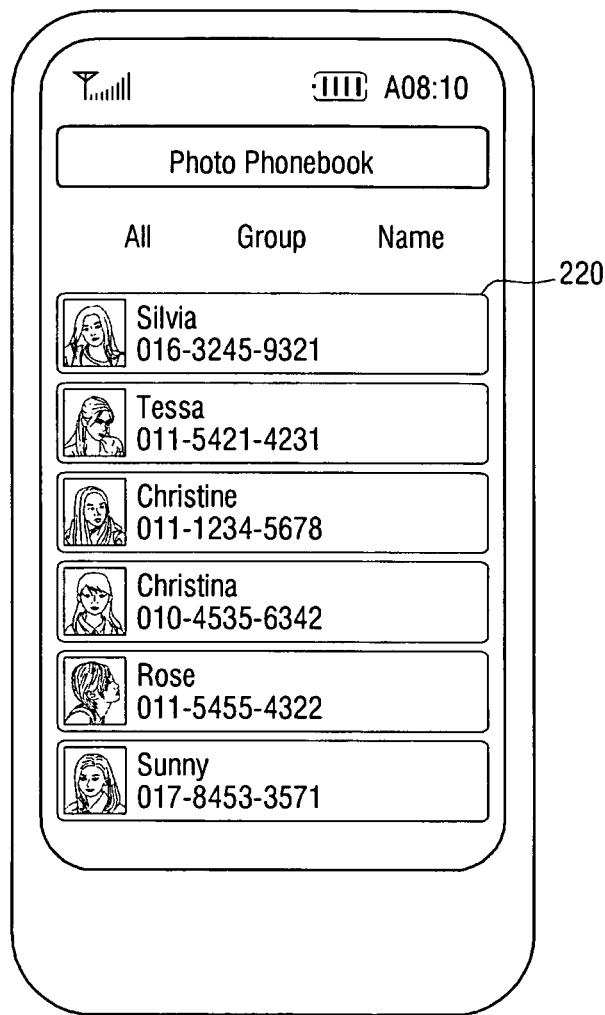 A08:10
Photo Phonebook
All Group Name
220
Silvia
016-3245-9321
Tessa
011-5421-4231
Christine
011-1234-5678
Christina
010-4535-6342
Rose
011-5455-4322
Sunny
017-8453-3571